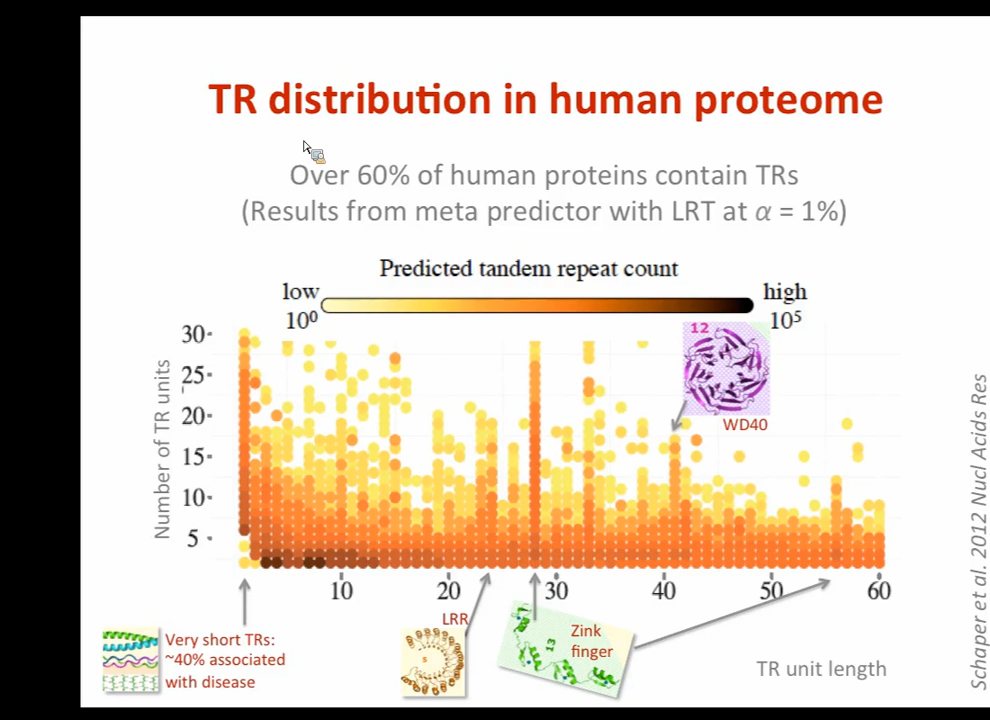 TR distribution in human proteome
Over 60% of human proteins contain TRs
(Results from meta predictor with LRT at α = 1%)
Predicted tandem repeat count
low
high
10⁰
10⁵
30
25
20
15
10
5
Number of TR units
12
WD40
10
20
30
40
50
60
TR unit length
LRR
5
13
Zink
finger
Very short TRs:
~40% associated
with disease
Schaper et al. 2012 Nucl Acids Res